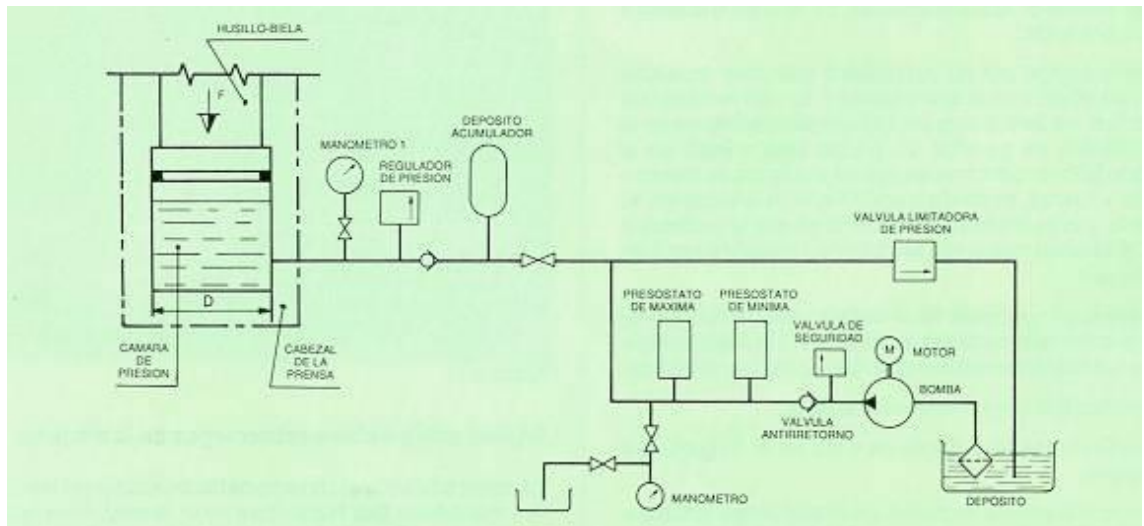 HUSILLO-BIELA
F
MANOMETRO 1
REGULADOR
DE PRESION
DEPOSITO
ACUMULADOR
VALVULA LIMITADORA
DE PRESION
D
CAMARA
DE
PRESION
CABEZAL
DE LA
PRENSA
PRESOSTATO
DE MAXIMA
PRESOSTATO
DE MINIMA
VALVULA DE
SEGURIDAD
M
MOTOR
BOMBA
VALVULA
ANTIRRETORNO
MANOMETRO
DEPOSITO